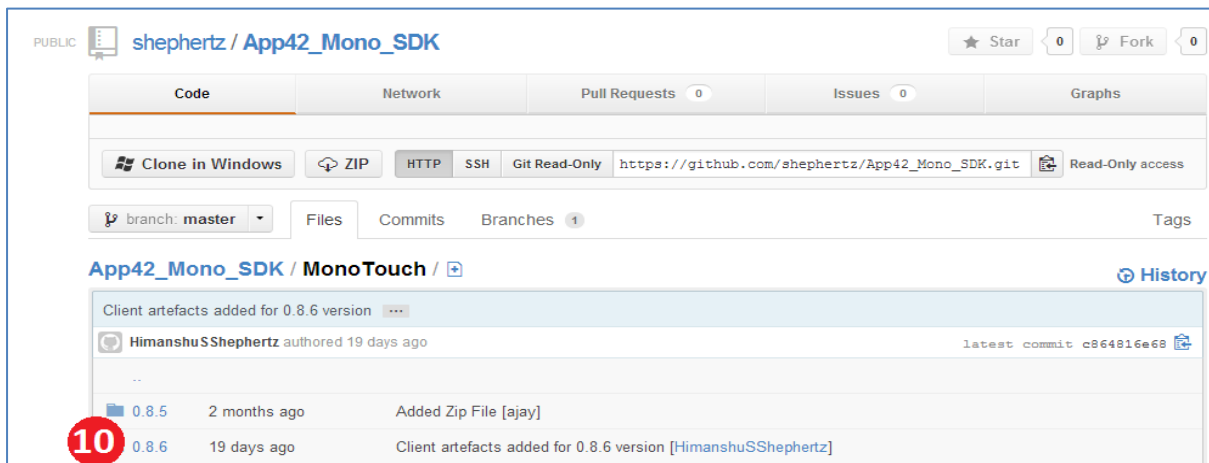 PUBLIC shephertz / App42_Mono_SDK Star 0 Fork 0
Code Network Pull Requests 0 Issues 0 Graphs
Clone in Windows ZIP HTTP SSH Git Read-Only https://github.com/shephertz/App42_Mono_SDK.git Read-Only access
branch: master Files Commits Branches 1 Tags
App42_Mono_SDK / MonoTouch / History
Client artefacts added for 0.8.6 version ...
HimanshuSShephertz authored 19 days ago latest commit c864816e68
..
0.8.5 2 months ago Added Zip File [ajay]
10 0.8.6 19 days ago Client artefacts added for 0.8.6 version [HimanshuSShephertz]